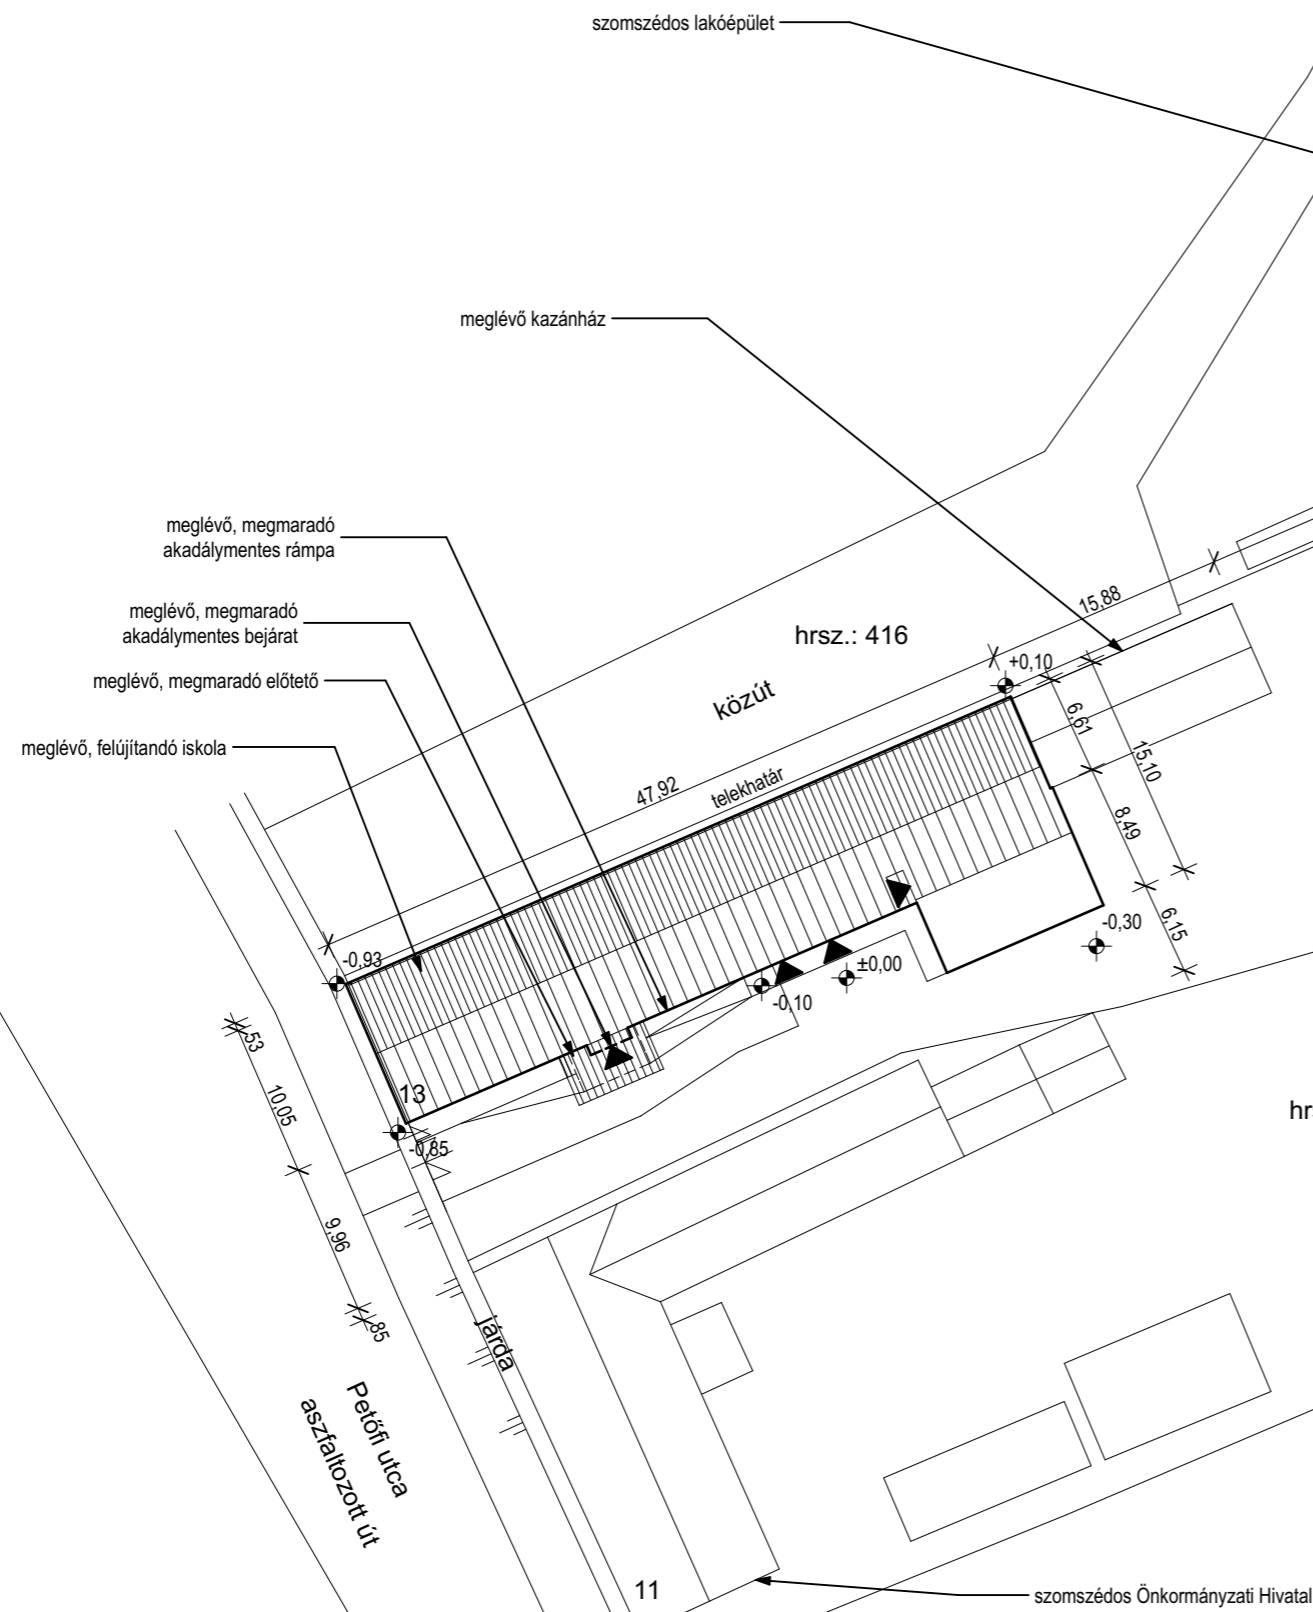 szomszédos lakóépület
meglévő kazánház
meglévő, megmaradó
akadálymentes rámpa
meglévő, megmaradó
akadálymentes bejárat
meglévő, megmaradó előtető
meglévő, felújítandó iskola
hrsz.: 416
15,88
+0,10
közút
6,61
15,10
47,92
telekhatár
8,49
6,15
-0,30
-0,93
±0,00
-0,10
53
10,05
13
-0,85
hr
9,96
85
járda
Petőfi utca
aszfaltozott út
11
szomszédos Önkormányzati Hivatal